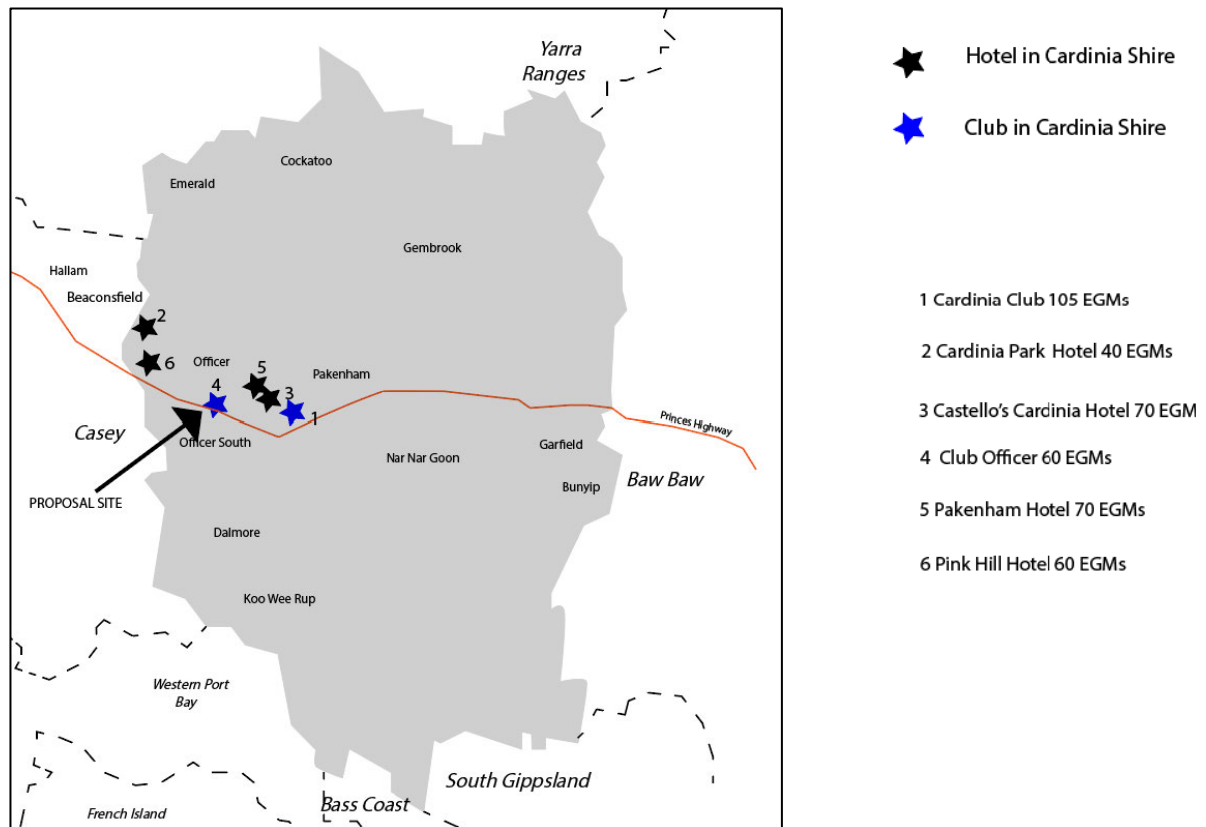 Yarra
Ranges
Cockatoo
Emerald
Gembrook
Hallam
Beaconsfield
2
6
Officer
5
Pakenham
4
3
1
Princes Highway
Casey
Officer South
Nar Nar Goon
Garfield
Baw Baw
Bunyip
PROPOSAL SITE
Dalmore
Koo Wee Rup
Western Port
Bay
South Gippsland
Bass Coast
French Island
Hotel in Cardinia Shire
Club in Cardinia Shire
1 Cardinia Club 105 EGMs
2 Cardinia Park Hotel 40 EGMs
3 Castello's Cardinia Hotel 70 EGM
4 Club Officer 60 EGMs
5 Pakenham Hotel 70 EGMs
6 Pink Hill Hotel 60 EGMs